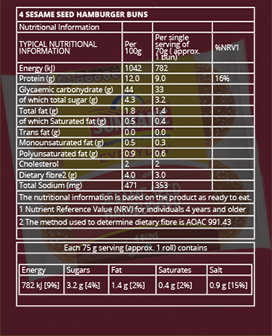 4 SESAME SEED HAMBURGER BUNS
Nutritional Information
TYPICAL NUTRITIONAL INFORMATION Per 100g Per single serving of 70g ( approx. 1 Bun) %NRV1
Energy (kJ) 1042 782
Protein (g) 12.0 9.0 16%
Glycaemic carbohydrate (g) 44 33
of which total sugar (g) 4.3 3.2
Total fat (g) 1.8 1.4
of which Saturated fat (g) 0.5 0.4
Trans fat (g) 0.0 0.0
Monounsaturated fat (g) 0.5 0.3
Polyunsaturated fat (g) 0.9 0.6
Cholesterol 2 2
Dietary fibre2 (g) 4.0 3.0
Total Sodium (mg) 471 353
The nutritional information is based on the product as ready to eat.
1 Nutrient Reference Value (NRV) for individuals 4 years and older
2 The method used to determine dietary fibre is AOAC 991.43
Each 75 g serving (approx. 1 roll) contains
Energy Sugars Fat Saturates Salt
782 kJ [9%] 3.2 g [4%] 1.4 g [2%] 0.4 g [2%] 0.9 g [15%]